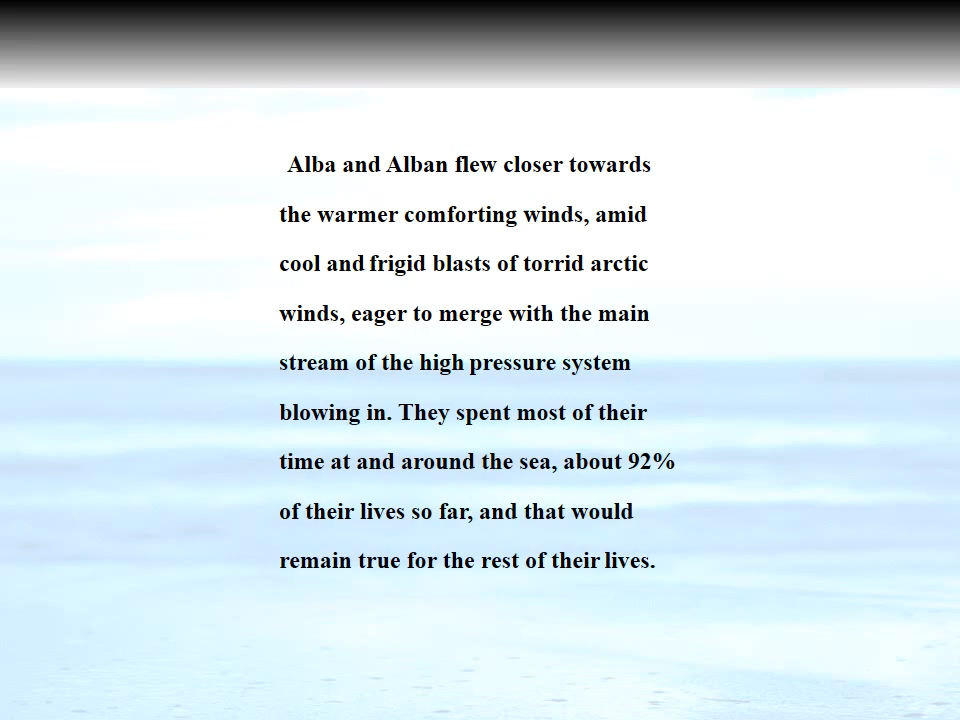 Alba and Alban flew closer towards
the warmer comforting winds, amid
cool and frigid blasts of torrid arctic
winds, eager to merge with the main
stream of the high pressure system
blowing in. They spent most of their
time at and around the sea, about 92%
of their lives so far, and that would
remain true for the rest of their lives.